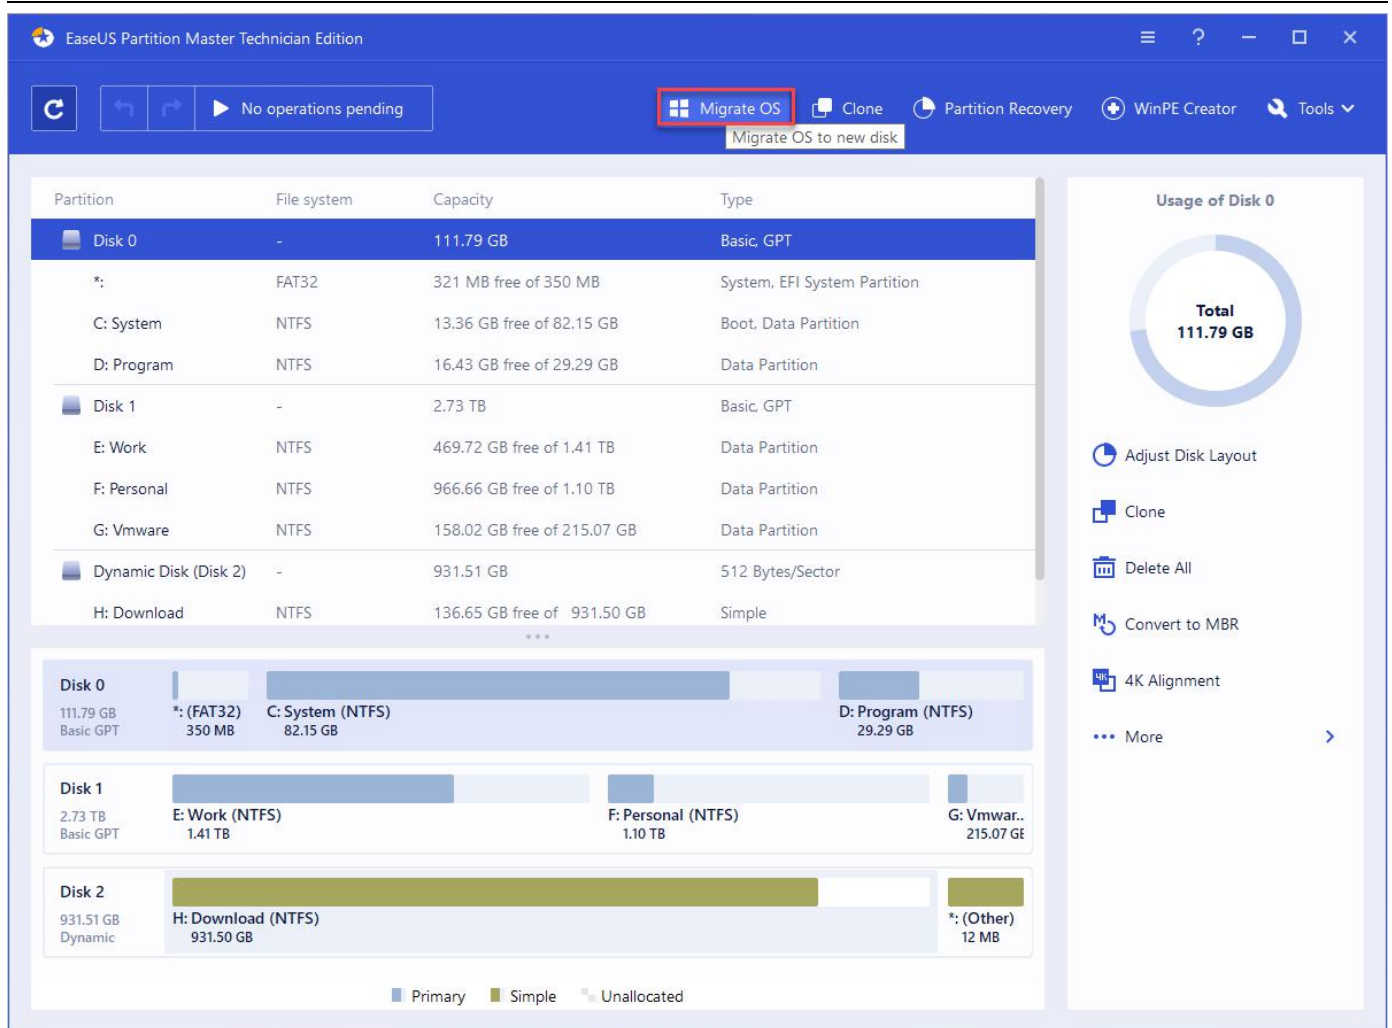 EaseUS Partition Master Technician Edition
No operations pending
Migrate OS
Clone
Partition Recovery
WinPE Creator
Tools
Migrate OS to new disk
Partition File system Capacity Type
Disk 0 - 111.79 GB Basic, GPT
*: FAT32 321 MB free of 350 MB System, EFI System Partition
C: System NTFS 13.36 GB free of 82.15 GB Boot, Data Partition
D: Program NTFS 16.43 GB free of 29.29 GB Data Partition
Disk 1 - 2.73 TB Basic, GPT
E: Work NTFS 469.72 GB free of 1.41 TB Data Partition
F: Personal NTFS 966.66 GB free of 1.10 TB Data Partition
G: Vmware NTFS 158.02 GB free of 215.07 GB Data Partition
Dynamic Disk (Disk 2) - 931.51 GB 512 Bytes/Sector
H: Download NTFS 136.65 GB free of 931.50 GB Simple
Usage of Disk 0
Total
111.79 GB
Adjust Disk Layout
Clone
Delete All
Convert to MBR
4K Alignment
More
Disk 0
111.79 GB
Basic GPT
*: (FAT32)
350 MB
C: System (NTFS)
82.15 GB
D: Program (NTFS)
29.29 GB
Disk 1
2.73 TB
Basic GPT
E: Work (NTFS)
1.41 TB
F: Personal (NTFS)
1.10 TB
G: Vmwar..
215.07 GB
Disk 2
931.51 GB
Dynamic
H: Download (NTFS)
931.50 GB
*: (Other)
12 MB
Primary Simple Unallocated